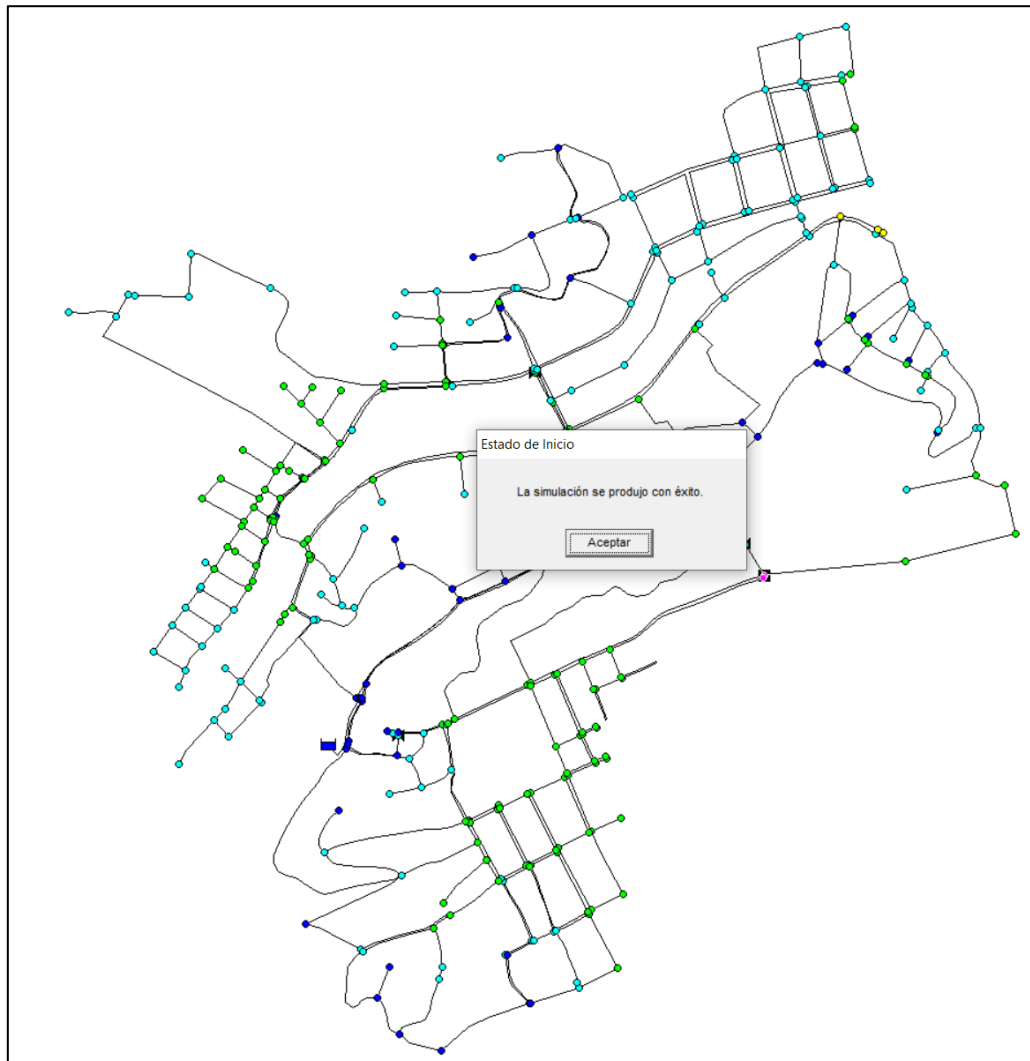 Estado de Inicio
La simulación se produjo con éxito.
Aceptar